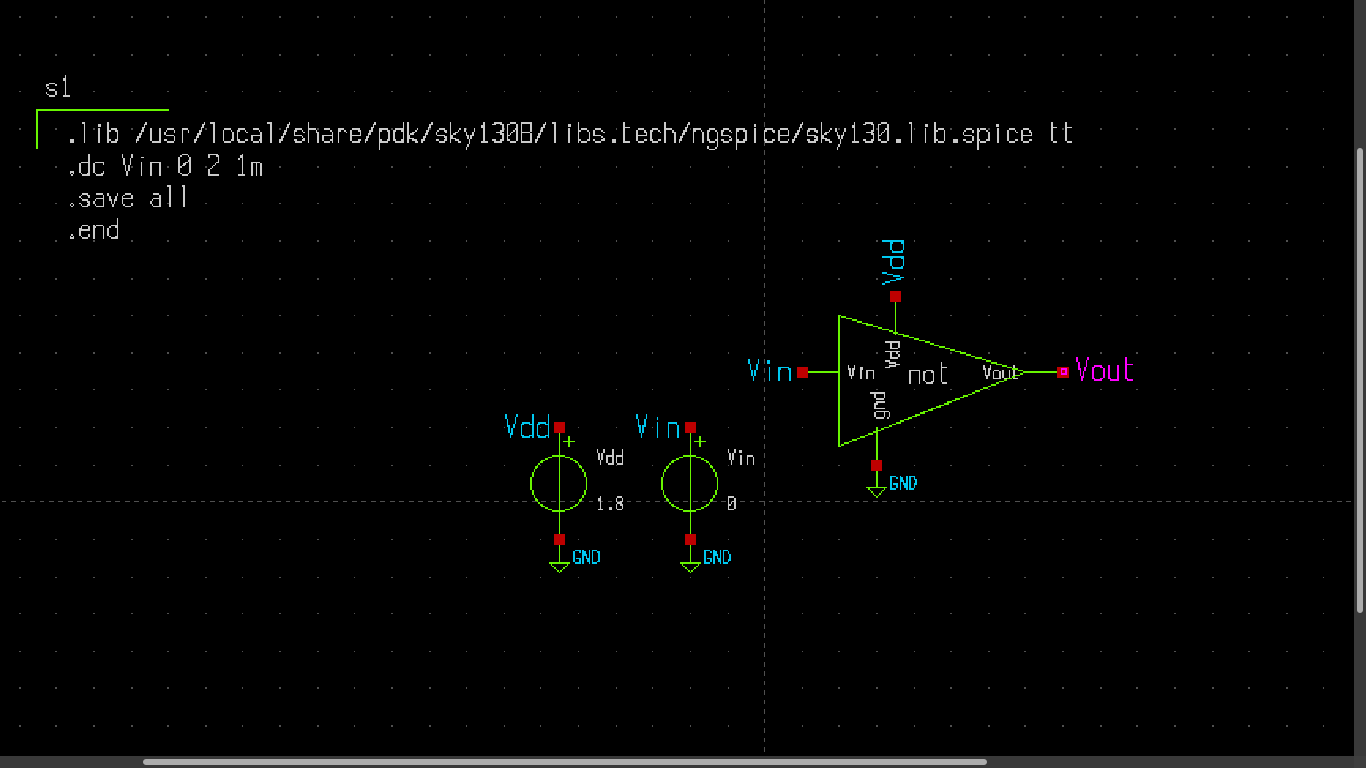 s1
.lib /usr/local/share/pdk/sky130B/libs.tech/ngspice/sky130.lib.spice tt
.dc Vin 0 2 1m
.save all
.end
Vdd
Vin
Vdd
not
Vout
Vout
Vin
gnd
GND
Vdd
+
Vdd
1.8
GND
Vin
+
Vin
0
GND